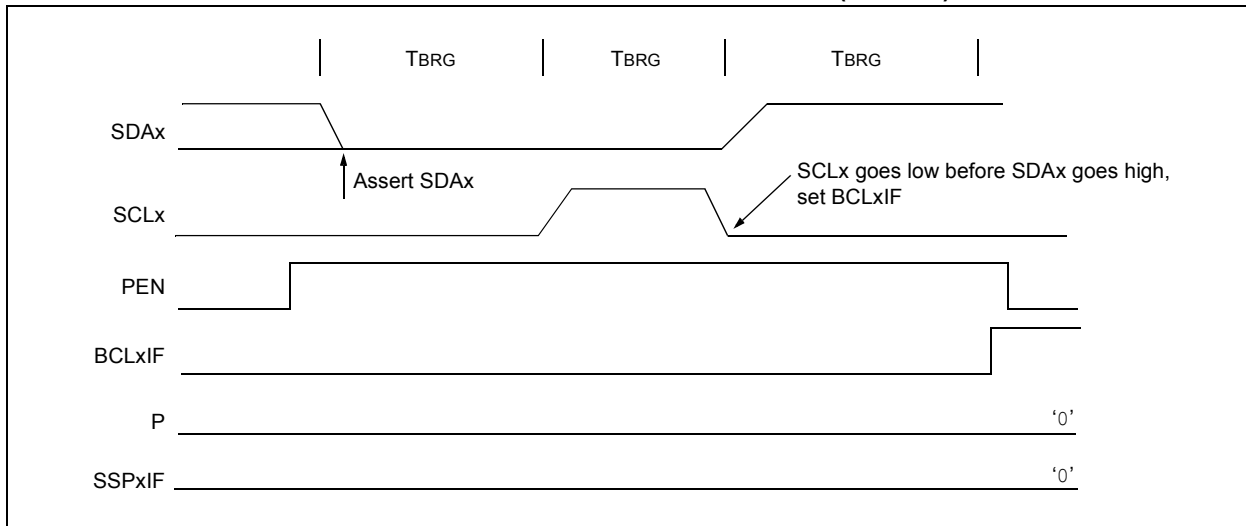 TBRG TBRG TBRG
SDAx
Assert SDAx
SCLx goes low before SDAx goes high,
set BCLxIF
SCLx
PEN
BCLxIF
P ‘0’
SSPxIF ‘0’